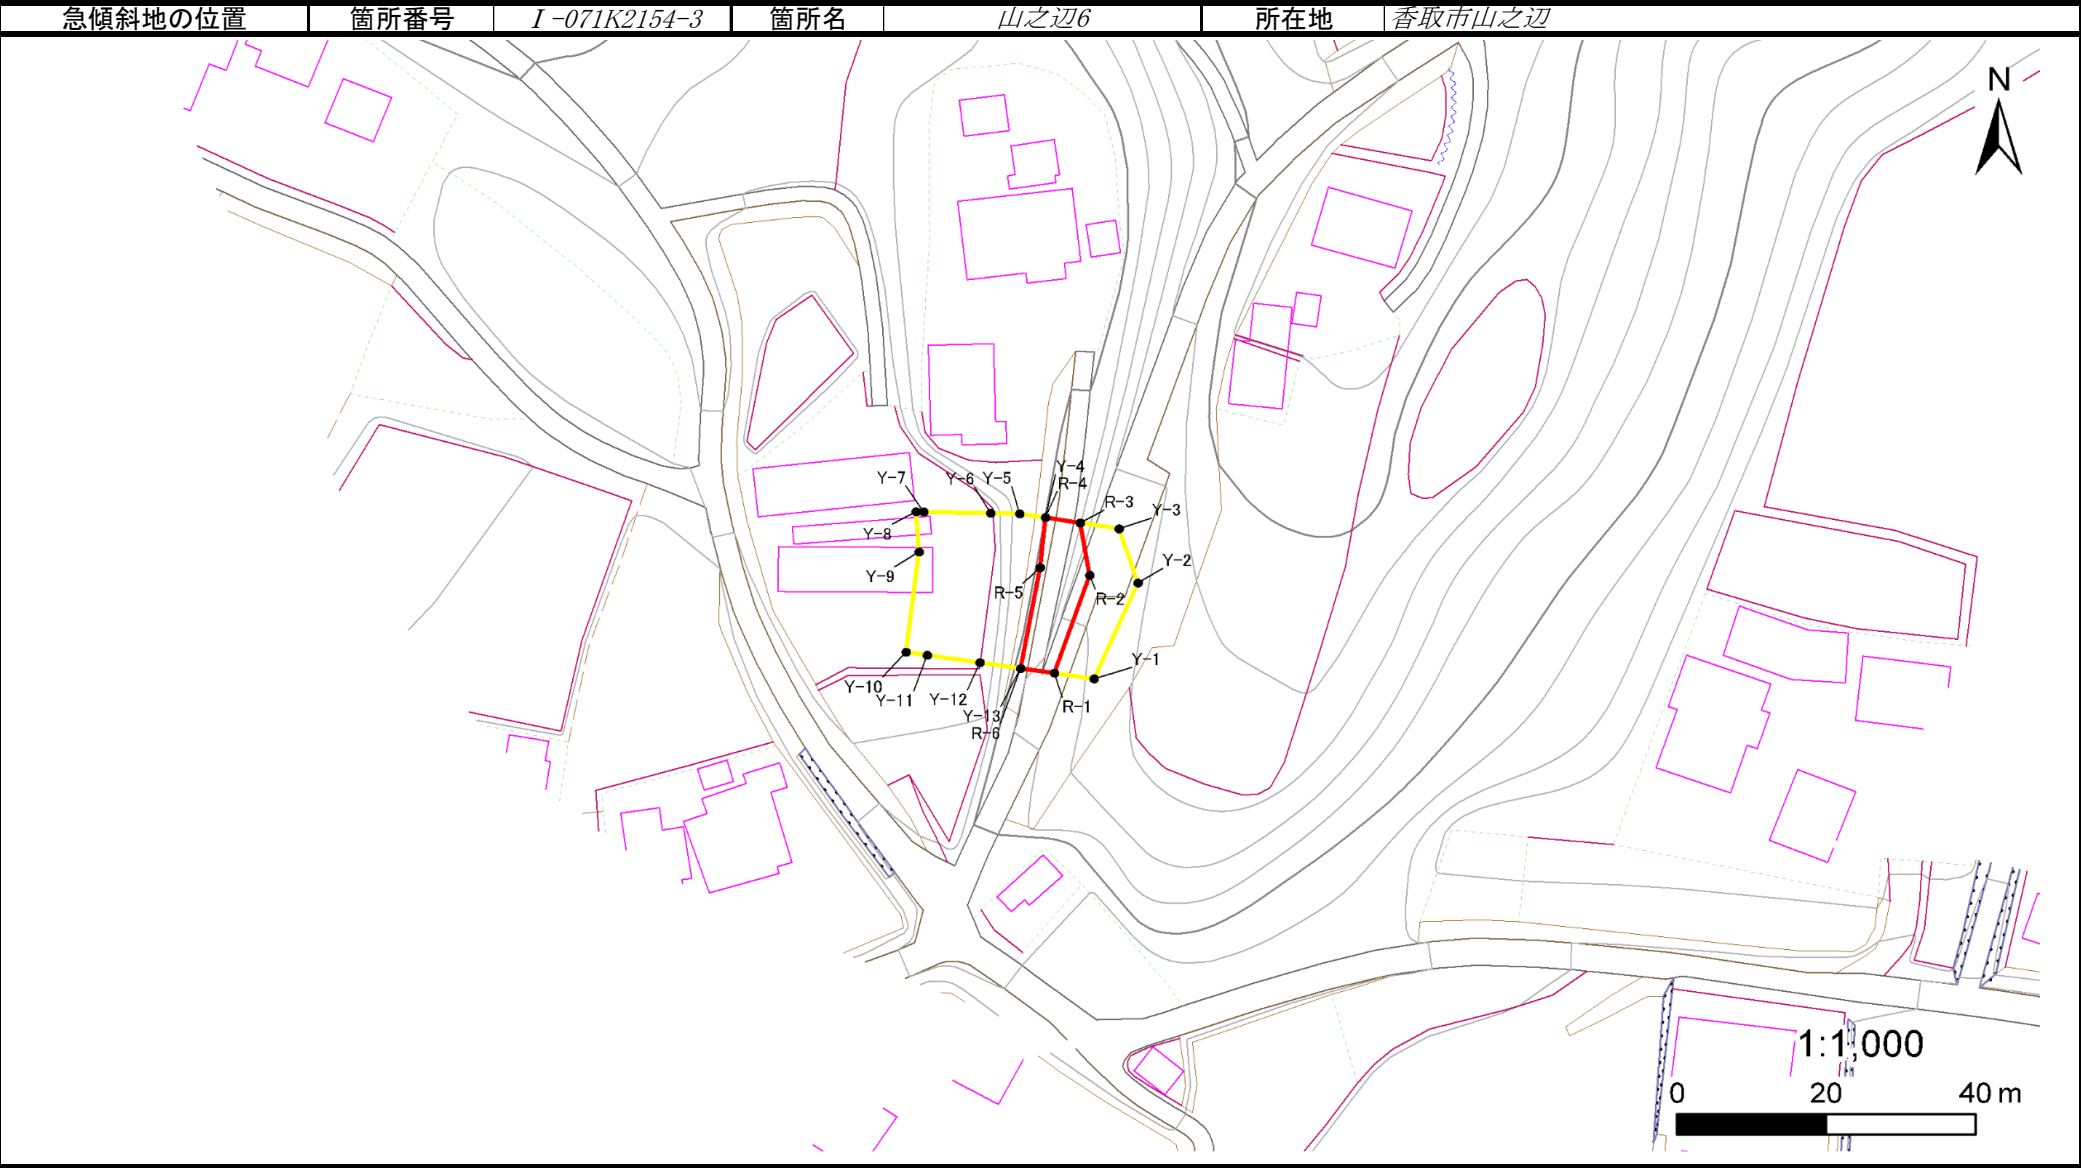 急傾斜地の位置 箇所番号 Ⅰ-071K2154-3 箇所名 山之辺6 所在地 香取市山之辺
N
Y-4
Y-7 Y-6 Y-5 R-4
R-3
Y-3
Y-8
Y-2
Y-9
R-5 R-2
Y-1
Y-10
Y-11 Y-12 R-1
Y-13
R-6
1:1,000
0 20 40 m